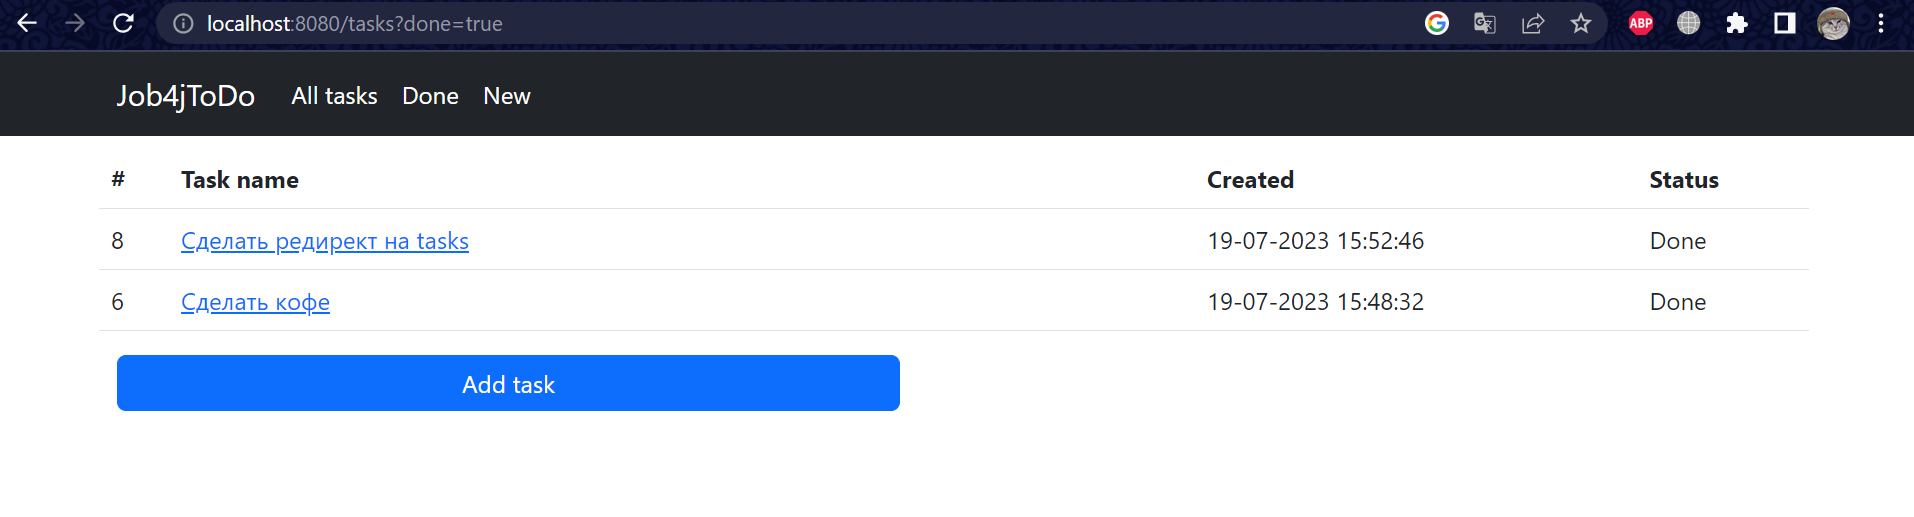 localhost:8080/tasks?done=true
ABP
Job4jToDo All tasks Done New
# Task name Created Status
8 Сделать редирект на tasks 19-07-2023 15:52:46 Done
6 Сделать кофе 19-07-2023 15:48:32 Done
Add task